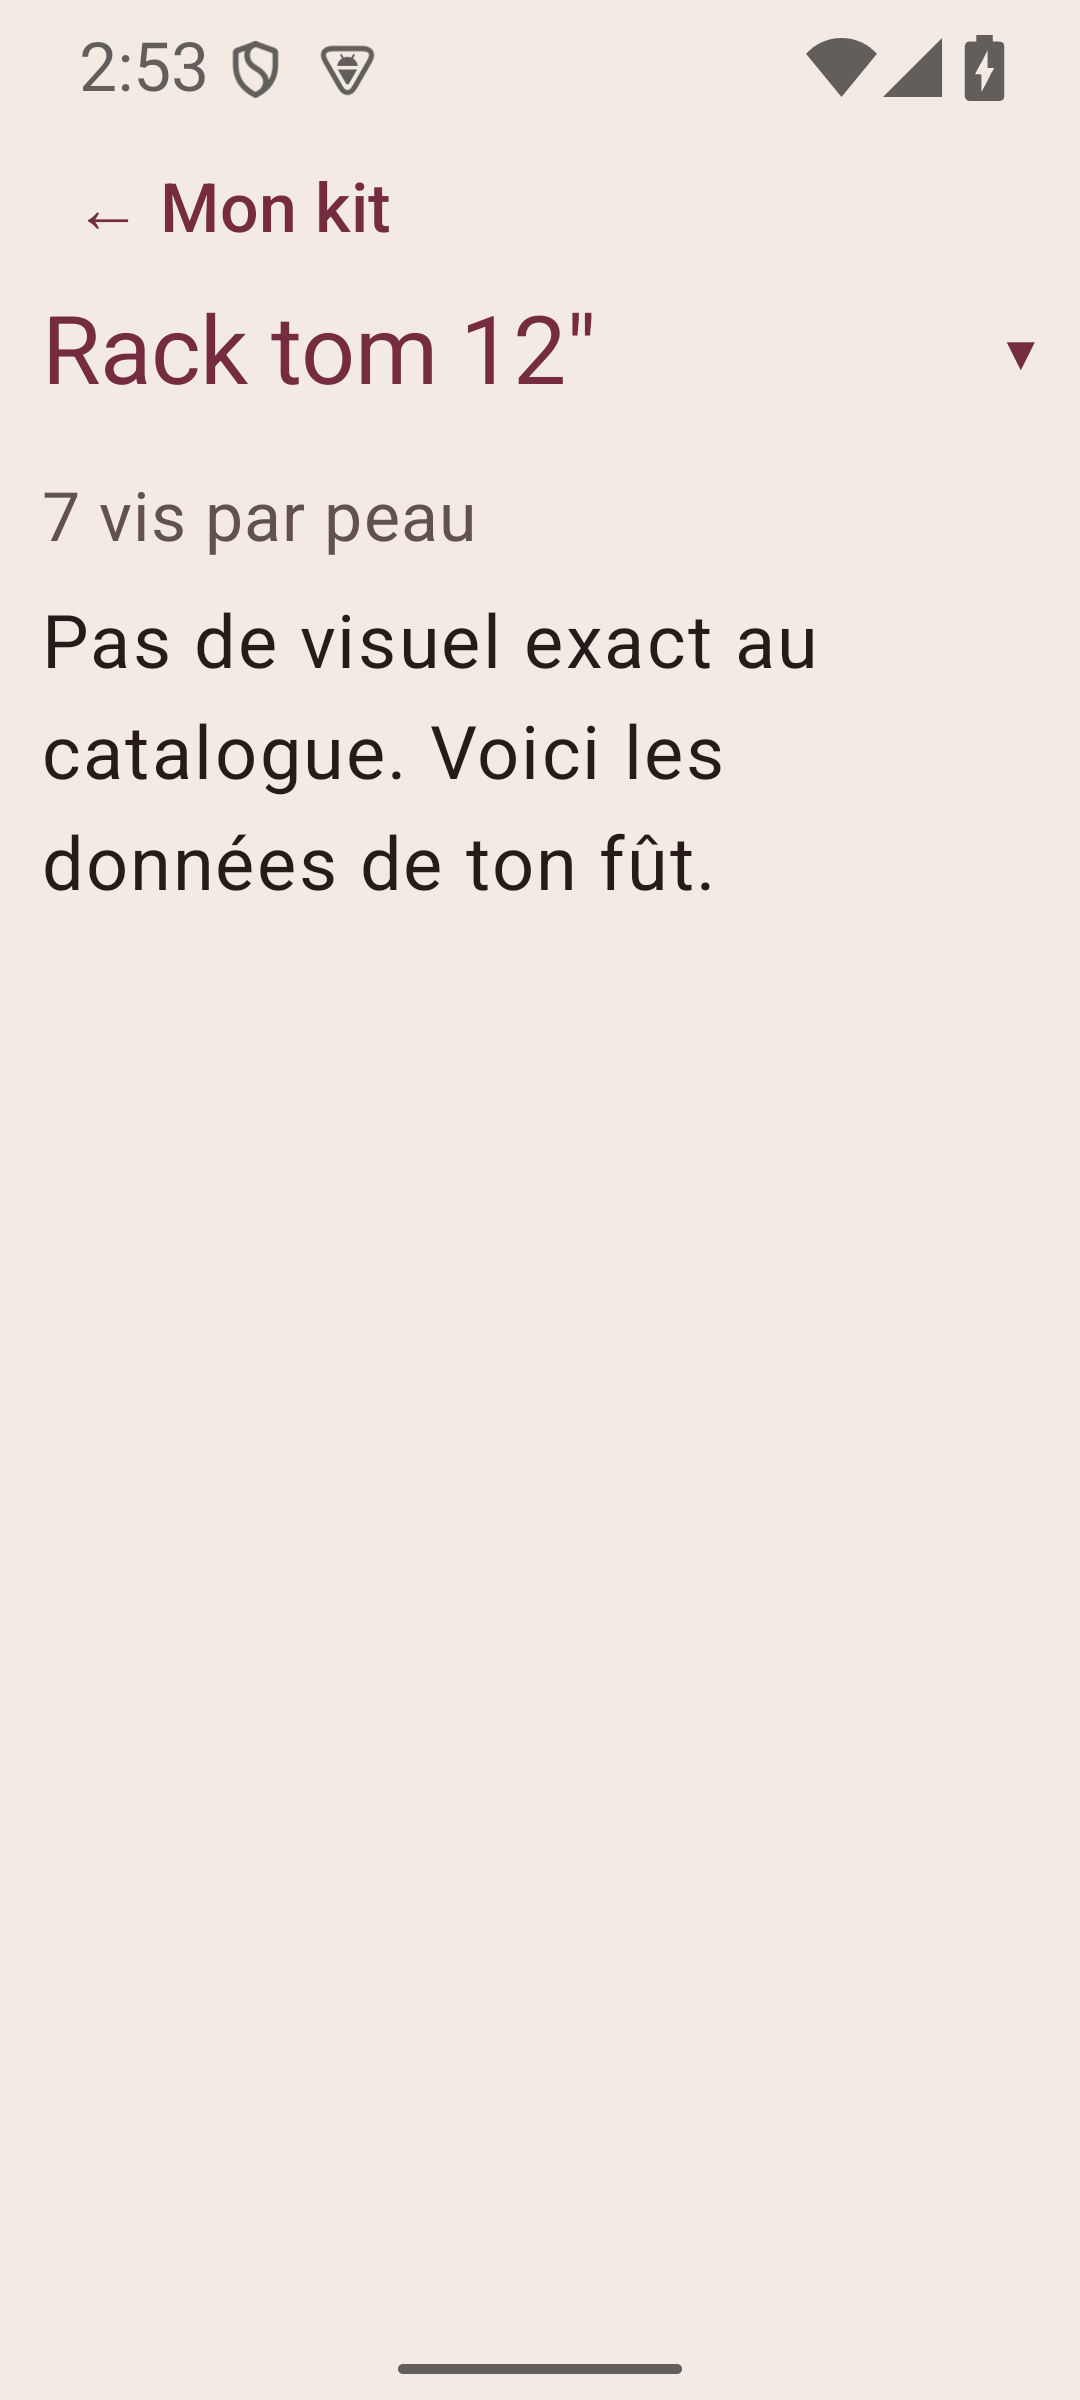 2:53
← Mon kit
Rack tom 12" ▼
7 vis par peau
Pas de visuel exact au
catalogue. Voici les
données de ton fût.